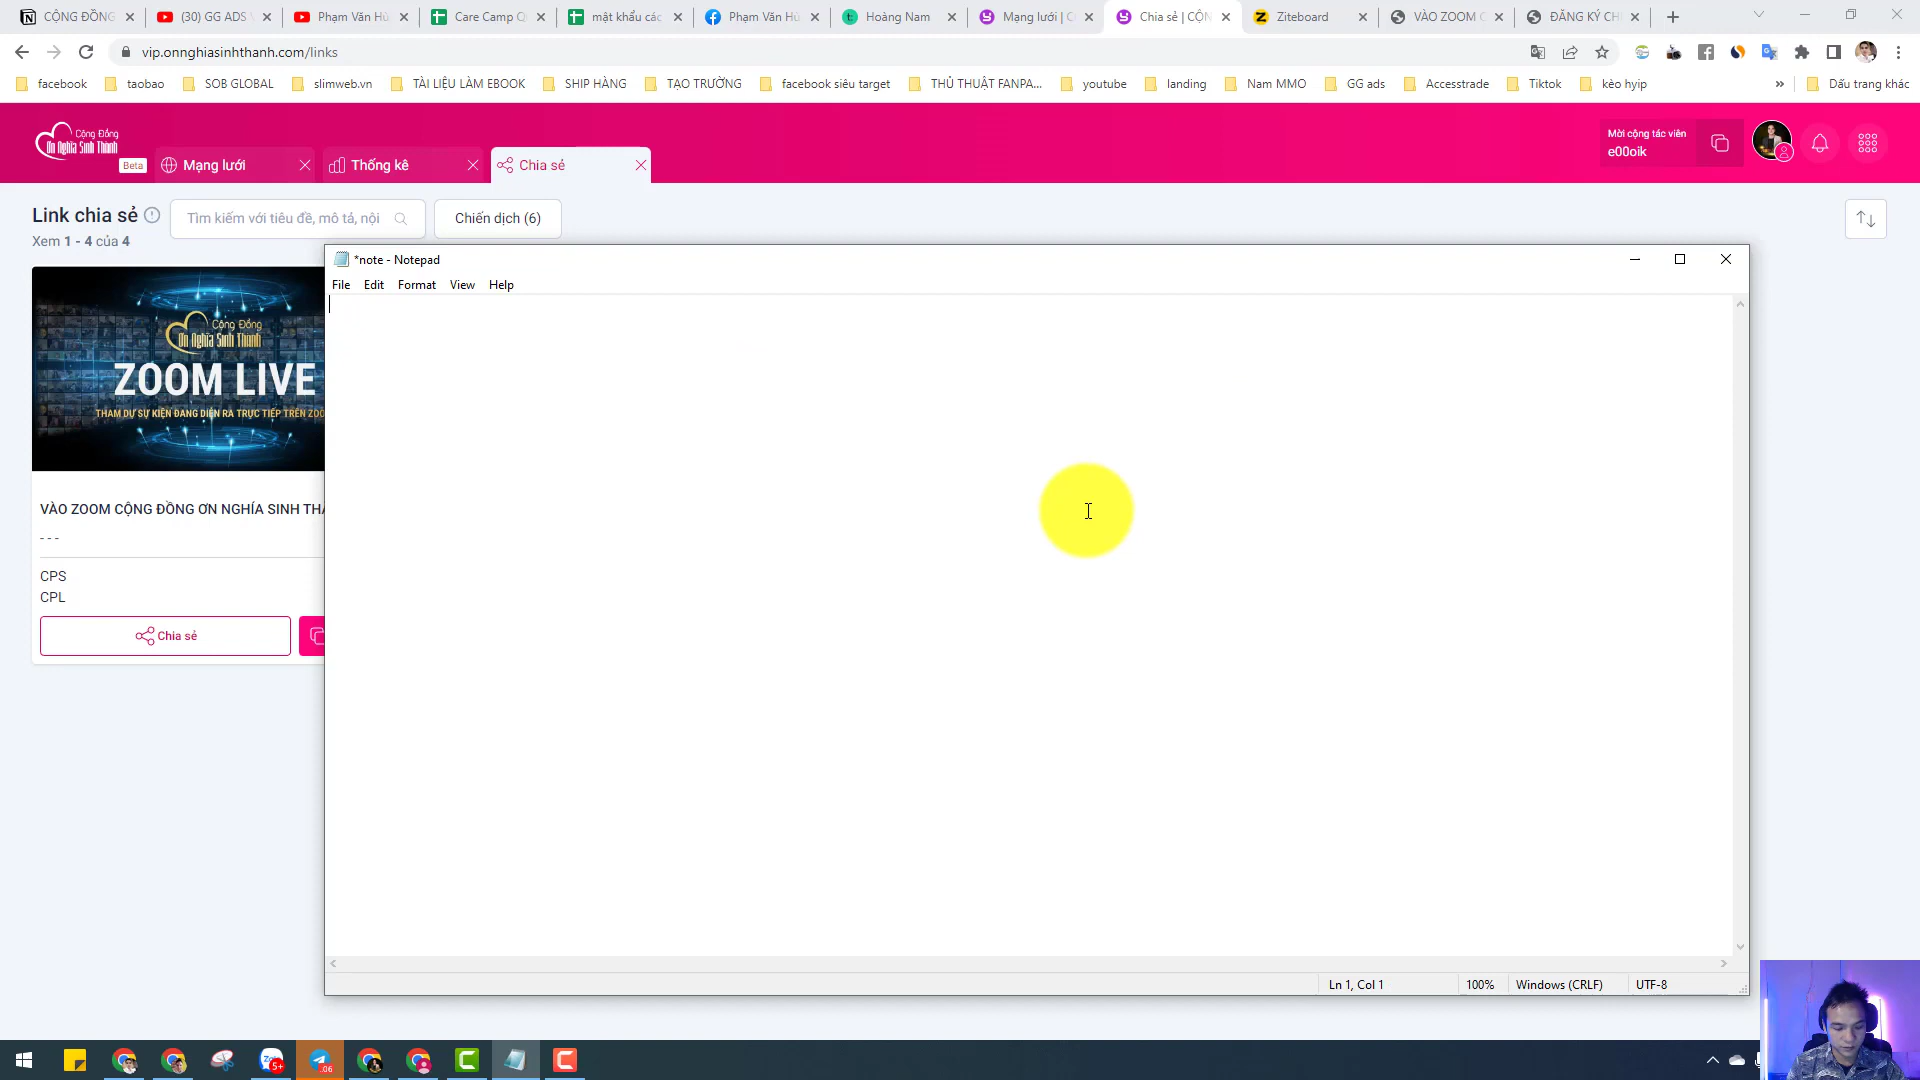 CỘNG ĐỒNG
(30) GG ADS
Phạm Văn Hù
Care Camp Q
mật khẩu các
Phạm Văn Hù
Hoàng Nam
Mạng lưới | C
Chia sẻ | CỘN
Ziteboard
VÀO ZOOM C
ĐĂNG KÝ CH
vip.onnghiasinhthanh.com/links
facebook
taobao
SOB GLOBAL
slimweb.vn
TÀI LIỆU LÀM EBOOK
SHIP HÀNG
TẠO TRƯỜNG
facebook siêu target
THỦ THUẬT FANPA...
youtube
landing
Nam MMO
GG ads
Accesstrade
Tiktok
kèo hyip
»
Dấu trang khác
Cộng Đồng
Ơn Nghĩa Sinh Thành
Beta
Mạng lưới
Thống kê
Chia sẻ
Mời cộng tác viên
e00oik
Link chia sẻ
Tìm kiếm với tiêu đề, mô tả, nội
Chiến dịch (6)
Xem 1 - 4 của 4
*note - Notepad
File Edit Format View Help
Cộng Đồng
Ơn Nghĩa Sinh Thành
ZOOM LIVE
THAM DỰ SỰ KIỆN ĐANG DIỄN RA TRỰC TIẾP TRÊN ZOO
VÀO ZOOM CỘNG ĐỒNG ƠN NGHĨA SINH THÀ
- - -
CPS
CPL
Chia sẻ
Ln 1, Col 1
100%
Windows (CRLF)
UTF-8
Zalo
5+
.06